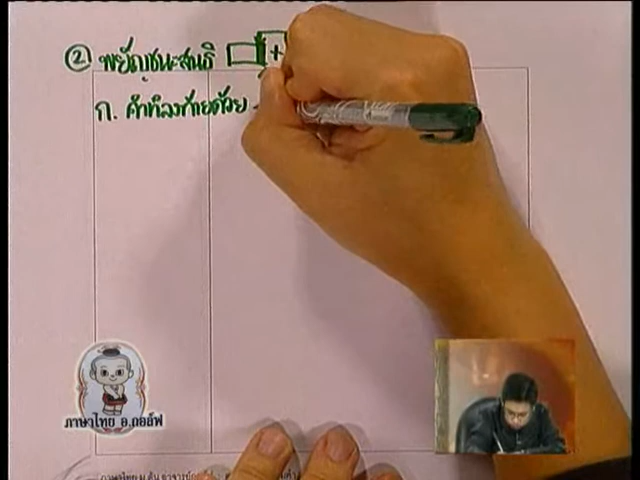 ② พยัญชนะสนธิ +
ก. คำที่ลงท้ายด้วย
ภาษาไทย อ.กอล์ฟ